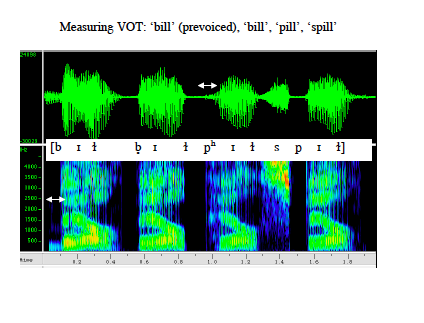 Measuring VOT: ‘bill’ (prevoiced), ‘bill’, ‘pill’, ‘spill’
[b ɪ ɫ b̥ ɪ ɫ pʰ ɪ ɫ s p ɪ ɫ]
4000
3500
3000
2500
2000
1500
1000
500
time 0.2 0.4 0.6 0.8 1.0 1.2 1.4 1.6 1.8